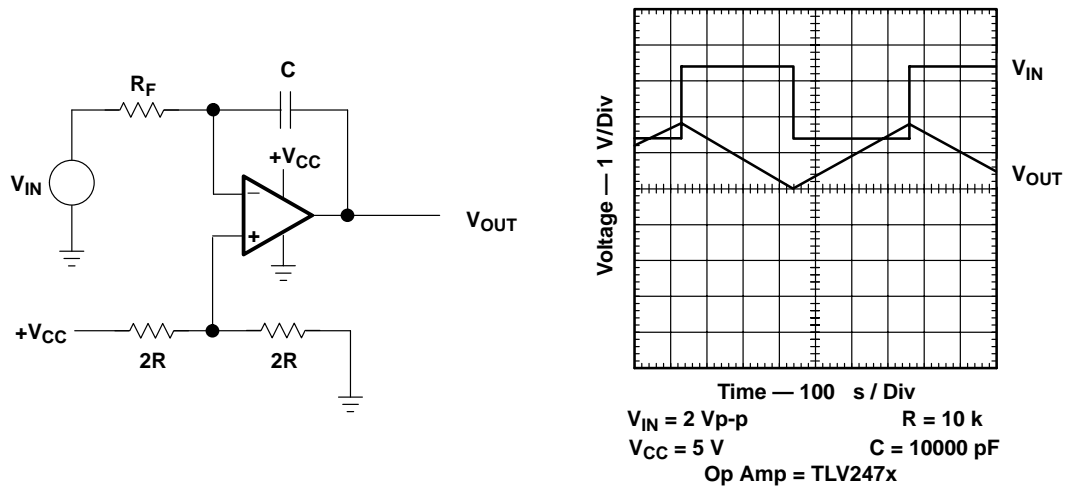 C
RF
+VCC
VIN
−
+
VOUT
+VCC
2R
2R
Voltage — 1 V/Div
VIN
VOUT
Time — 100 s / Div
VIN = 2 Vp-p
R = 10 k
VCC = 5 V
C = 10000 pF
Op Amp = TLV247x